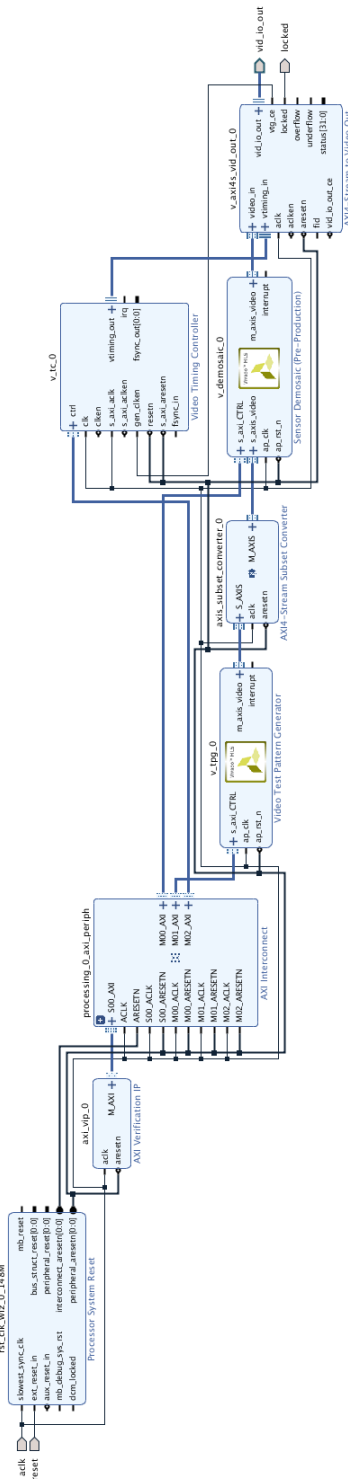 aclk
reset
rst_clk_wiz_0_148M
slowest_sync_clk
ext_reset_in
aux_reset_in
mb_debug_sys_rst
dcm_locked
mb_reset
bus_struct_reset[0:0]
peripheral_reset[0:0]
interconnect_aresetn[0:0]
peripheral_aresetn[0:0]
Processor System Reset
axi_vip_0
aclk
aresetn
M_AXI
AXI Verification IP
processing_0_axi_periph
S00_AXI
ACLK
ARESETN
S00_ACLK
S00_ARESETN
M00_ACLK
M00_ARESETN
M01_ACLK
M01_ARESETN
M02_ACLK
M02_ARESETN
M00_AXI
M01_AXI
M02_AXI
AXI Interconnect
v_tpg_0
s_axi_CTRL
ap_clk
ap_rst_n
m_axis_video
interrupt
Video Test Pattern Generator
axis_subset_converter_0
S_AXIS
aclk
aresetn
M_AXIS
AXI4-Stream Subset Converter
v_tc_0
ctrl
clk
clken
s_axi_aclk
s_axi_aclken
gen_clken
resetn
s_axi_aresetn
fsync_in
vtiming_out
irq
fsync_out[0:0]
Video Timing Controller
v_demosaic_0
s_axi_CTRL
s_axis_video
ap_clk
ap_rst_n
m_axis_video
interrupt
Sensor Demosaic (Pre-Production)
v_axi4s_vid_out_0
video_in
vtiming_in
aclk
aclken
aresetn
fid
vid_io_out_ce
vid_io_out
vtg_ce
locked
overflow
underflow
status[31:0]
AXI4-Stream to Video Out
vid_io_out
locked